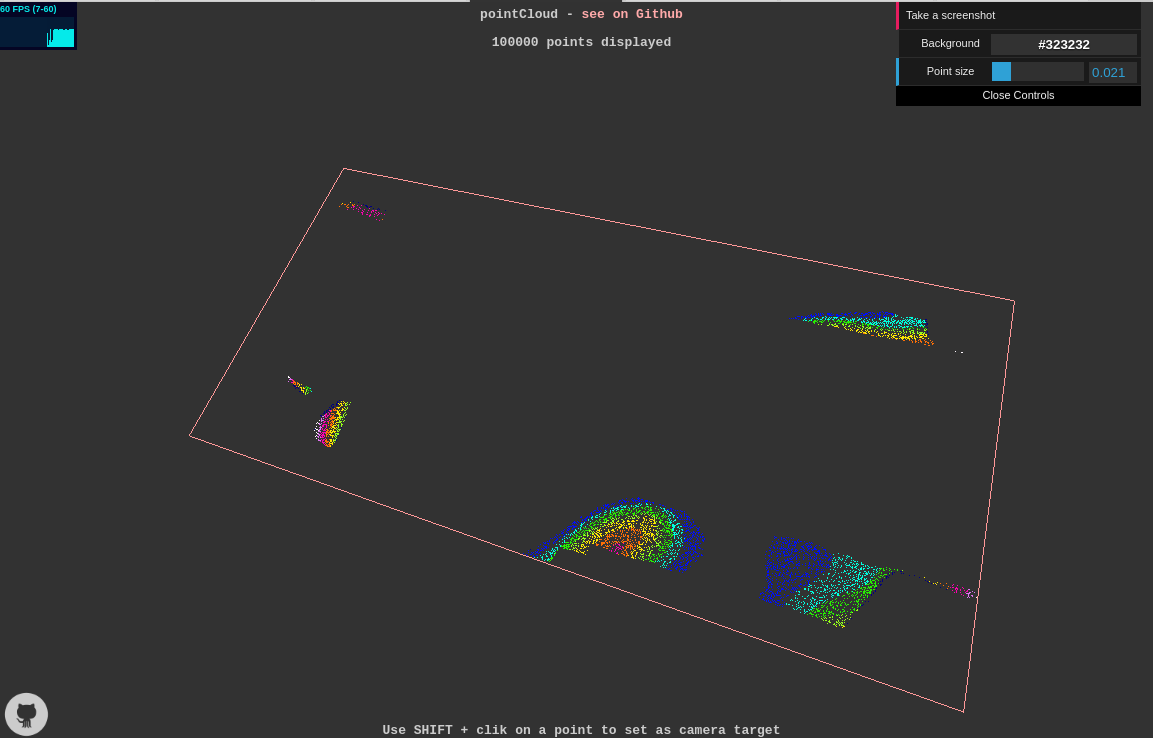 60 FPS (7-60)
pointCloud - see on Github
100000 points displayed
Take a screenshot
Background #323232
Point size 0.021
Close Controls
Use SHIFT + clik on a point to set as camera target